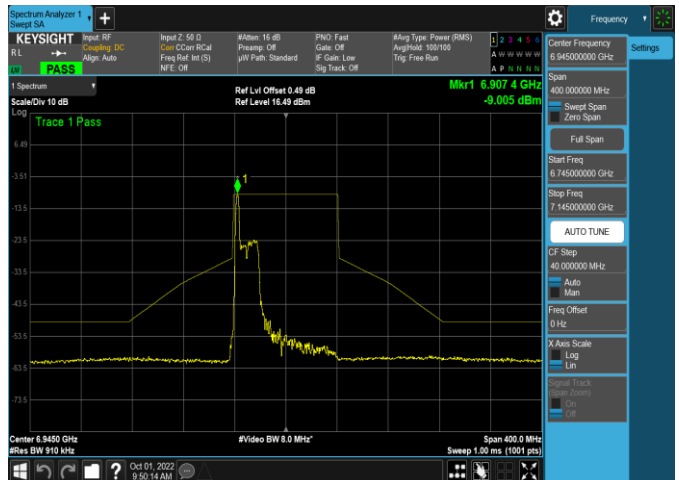 Spectrum Analyzer 1
Swept SA
Frequency
KEYSIGHT
Input: RF
Input Z: 50 Ω
#Atten: 16 dB
PNO: Fast
#Avg Type: Power (RMS)
1 2 3 4 5 6
R L
Coupling: DC
Corr CCorr RCal
Preamp: Off
Gate: Off
Avg|Hold: 100/100
A W W W W W
Align: Auto
Freq Ref: Int (S)
µW Path: Standard
IF Gain: Low
Trig: Free Run
PASS
NFE: Off
Sig Track: Off
A P N N N N
1 Spectrum
Ref Lvl Offset 0.49 dB
Mkr1 6.907 4 GHz
Scale/Div 10 dB
Ref Level 16.49 dBm
-9.005 dBm
Log
Trace 1 Pass
1
6.49
-3.51
-13.5
-23.5
-33.5
-43.5
-53.5
-63.5
-73.5
Center 6.9450 GHz
#Video BW 8.0 MHz*
Span 400.0 MHz
#Res BW 910 kHz
Sweep 1.00 ms (1001 pts)
Oct 01, 2022
9:50:14 AM
Center Frequency
6.945000000 GHz
Settings
Span
400.000000 MHz
Swept Span
Zero Span
Full Span
Start Freq
6.745000000 GHz
Stop Freq
7.145000000 GHz
AUTO TUNE
CF Step
40.000000 MHz
Auto
Man
Freq Offset
0 Hz
X Axis Scale
Log
Lin
Signal Track
(Span Zoom)
On
Off